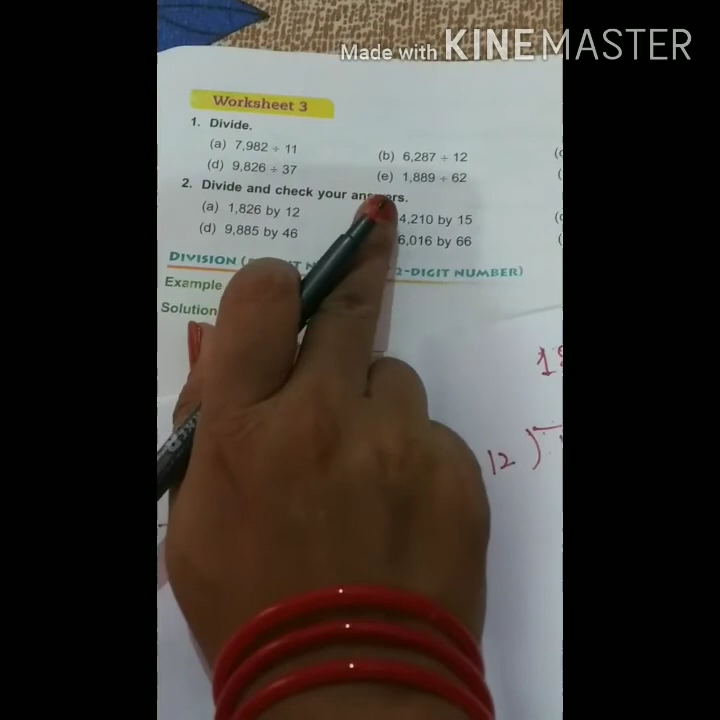 Made with KINEMASTER
Worksheet 3
1. Divide.
(a) 7,982 ÷ 11
(b) 6,287 ÷ 12
(d) 9,826 ÷ 37
(e) 1,889 ÷ 62
2. Divide and check your answers.
(a) 1,826 by 12
4,210 by 15
(d) 9,885 by 46
6,016 by 66
DIVISION 2-DIGIT NUMBER)
Example
Solution
12 )